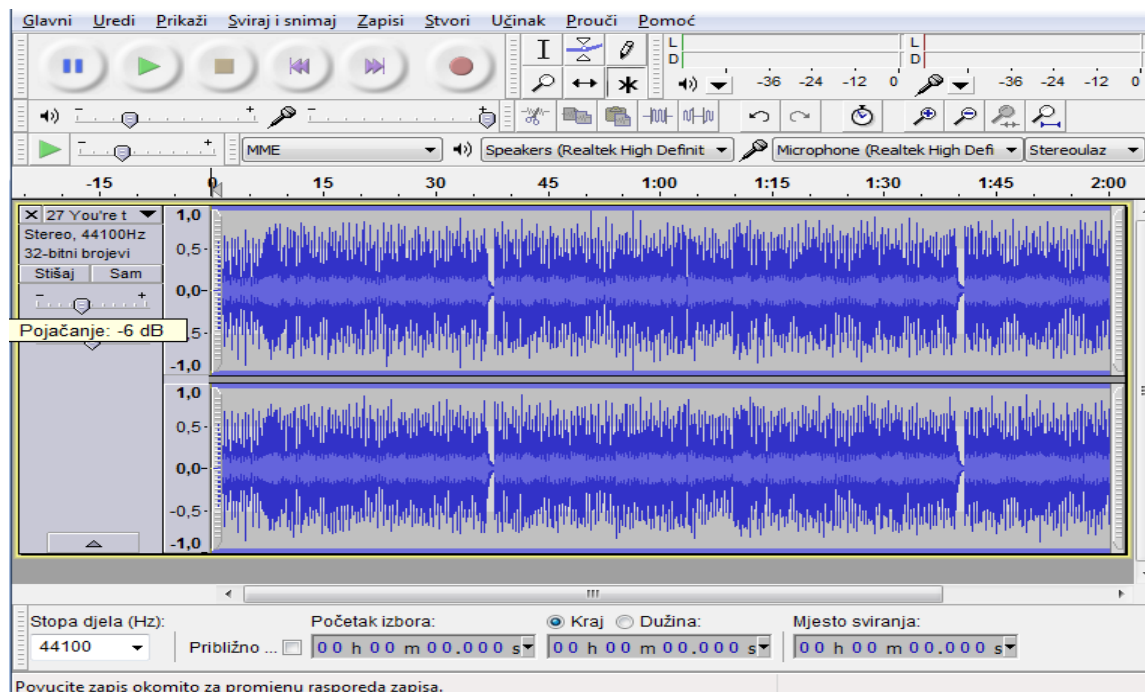 Glavni Uredi Prikaži Sviraj i snimaj Zapisi Stvori Učinak Prouči Pomoć
L
D
-36 -24 -12 0
L
D
-36 -24 -12 0
MME
Speakers (Realtek High Definit
Microphone (Realtek High Defi
Stereoulaz
-15 0 15 30 45 1:00 1:15 1:30 1:45 2:00
X 27 You're t
Stereo, 44100Hz
32-bitni brojevi
Stišaj Sam
- +
Pojačanje: -6 dB
1,0
0,5-
0,0-
-1,0
1,0
0,5-
0,0-
-0,5-
-1,0
Stopa djela (Hz): Početak izbora: Kraj Dužina: Mjesto sviranja:
44100 Približno ... 00 h 00 m 00.000 s 00 h 00 m 00.000 s 00 h 00 m 00.000 s
Povucite zapis okomito za promjenu rasporeda zapisa.